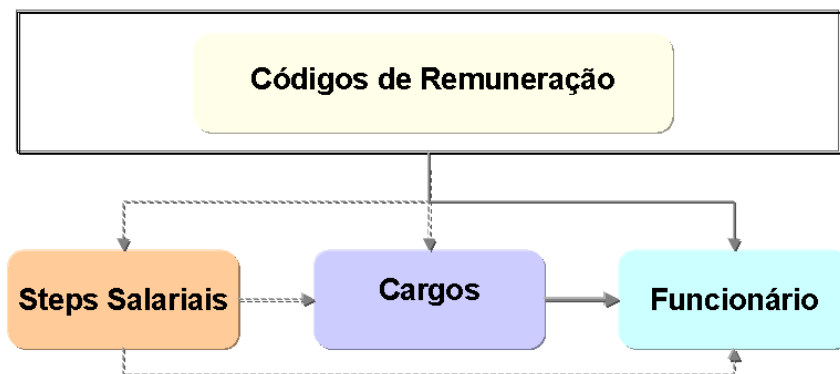 Códigos de Remuneração
Steps Salariais
Cargos
Funcionário